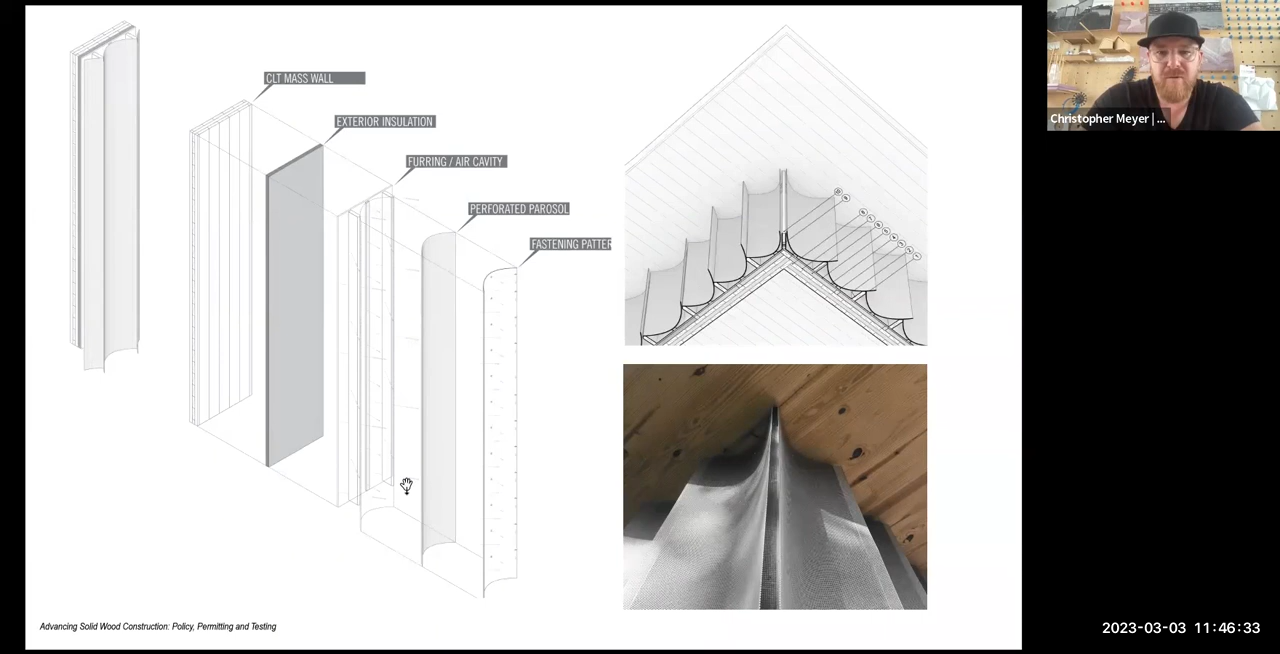 CLT MASS WALL
EXTERIOR INSULATION
FURRING / AIR CAVITY
PERFORATED PAROSOL
FASTENING PATTER
Advancing Solid Wood Construction: Policy, Permitting and Testing
Christopher Meyer | ...
2023-03-03 11:46:33